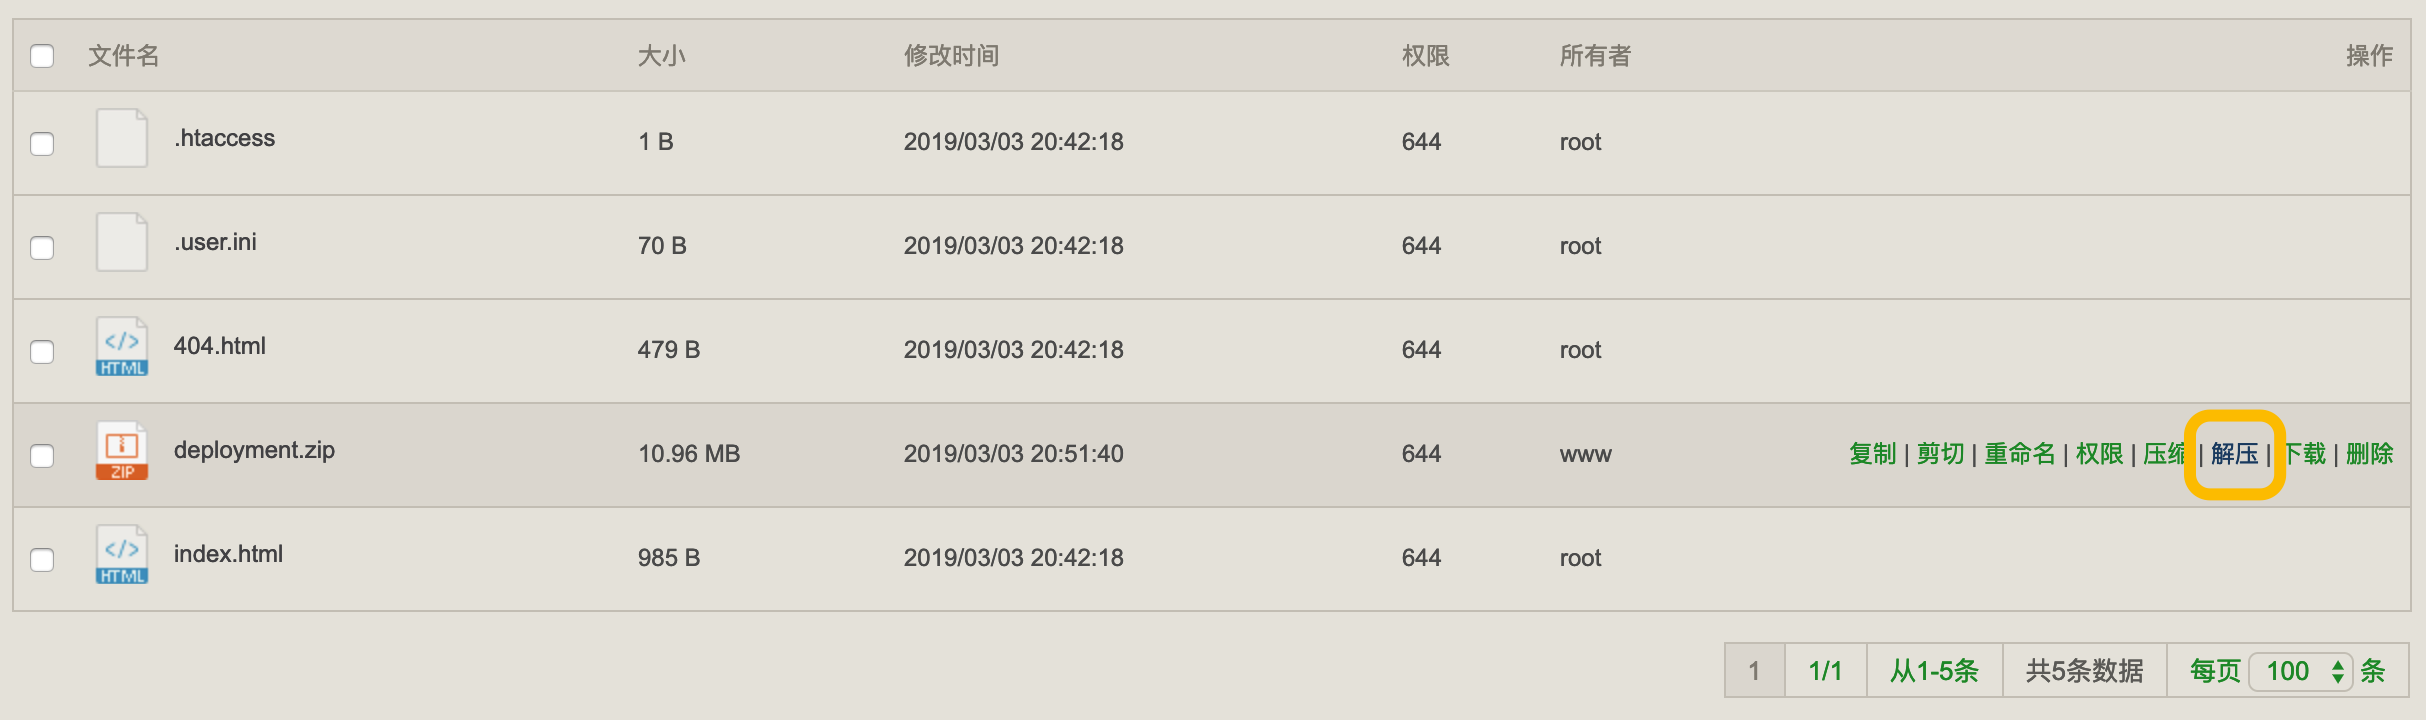 文件名 大小 修改时间 权限 所有者 操作
.htaccess 1 B 2019/03/03 20:42:18 644 root
.user.ini 70 B 2019/03/03 20:42:18 644 root
HTML 404.html 479 B 2019/03/03 20:42:18 644 root
ZIP deployment.zip 10.96 MB 2019/03/03 20:51:40 644 www 复制 | 剪切 | 重命名 | 权限 | 压缩 | 解压 | 下载 | 删除
HTML index.html 985 B 2019/03/03 20:42:18 644 root
1 1/1 从1-5条 共5条数据 每页 100 条